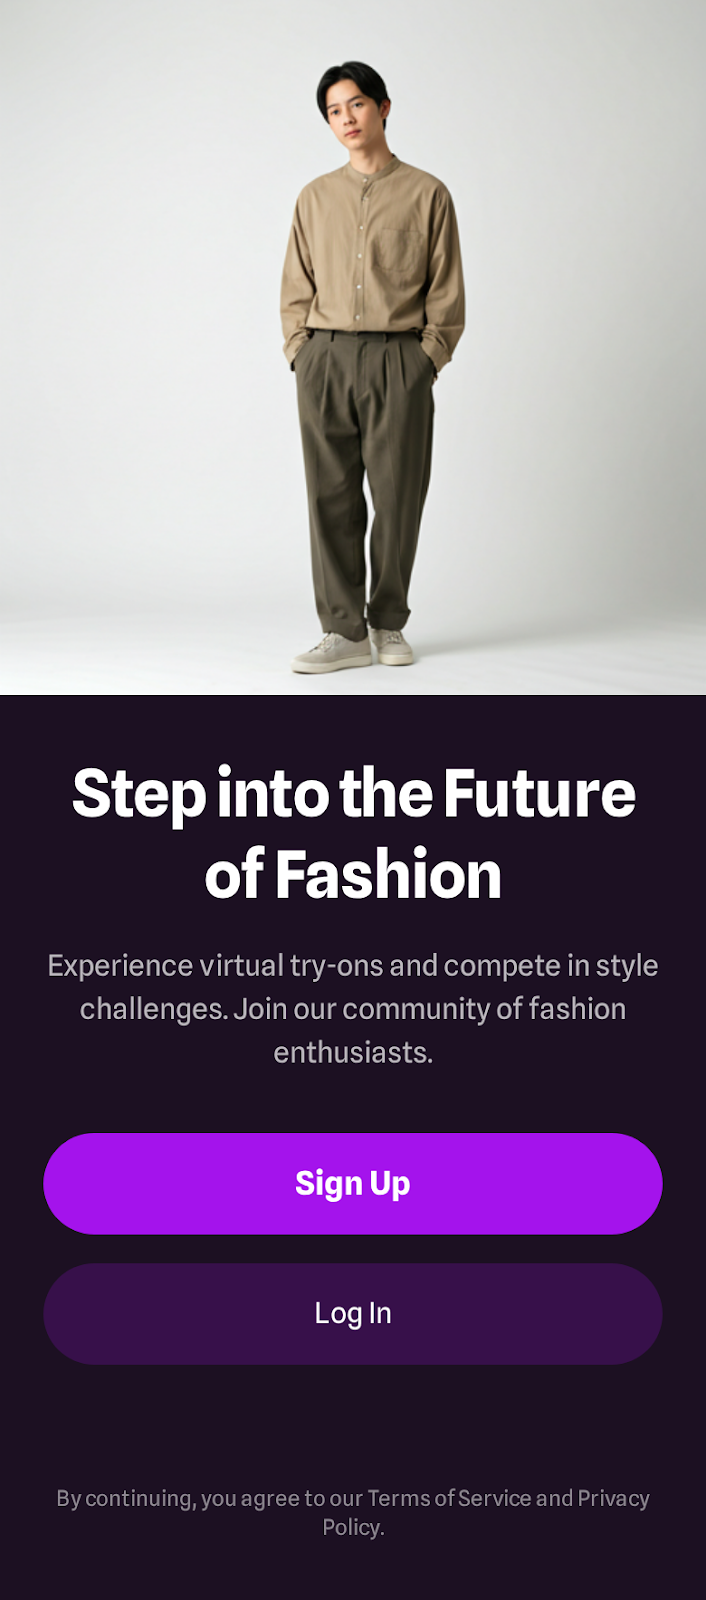 Step into the Future
of Fashion
Experience virtual try-ons and compete in style
challenges. Join our community of fashion
enthusiasts.
Sign Up
Log In
By continuing, you agree to our Terms of Service and Privacy
Policy.